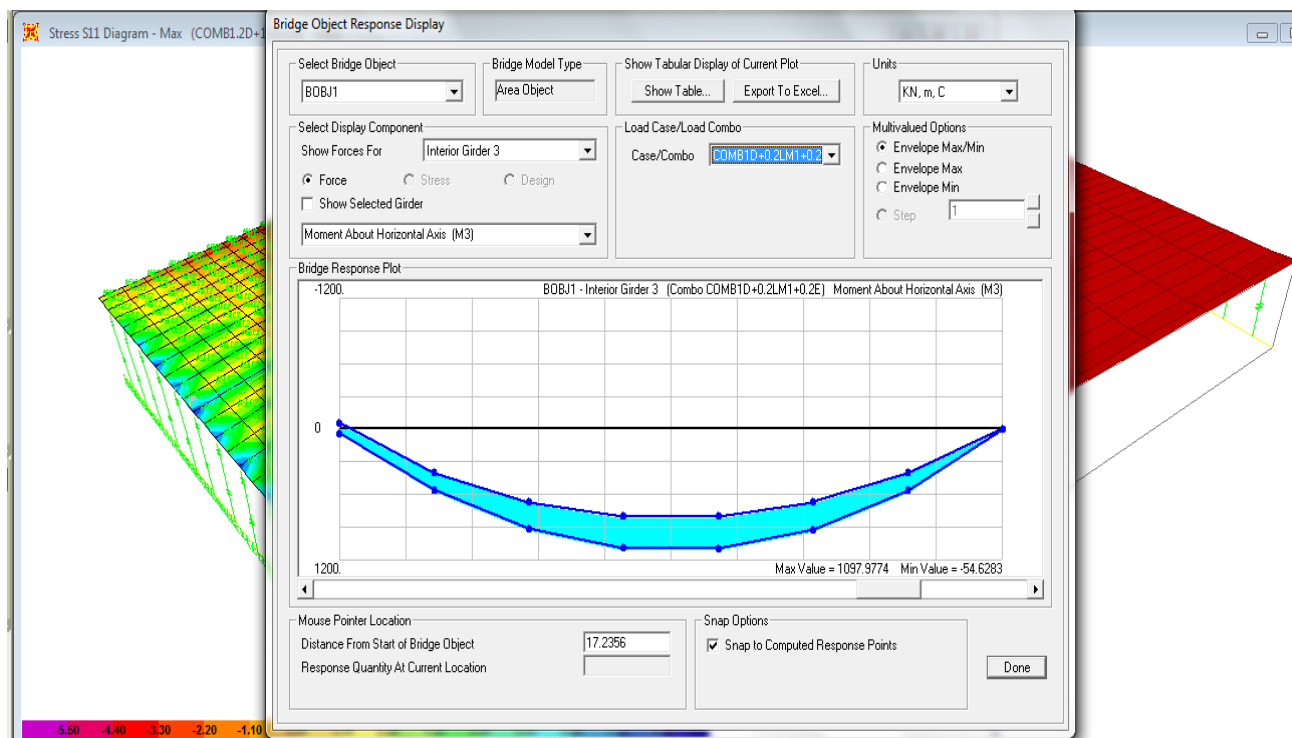 Bridge Object Response Display
Stress S11 Diagram - Max (COMB1.2D+1
Select Bridge Object
BOBJ1
Bridge Model Type
Area Object
Show Tabular Display of Current Plot
Show Table...
Export To Excel...
Units
KN, m, C
Select Display Component
Show Forces For
Interior Girder 3
Force
Stress
Design
Show Selected Girder
Moment About Horizontal Axis (M3)
Load Case/Load Combo
Case/Combo
COMB1D+0.2LM1+0.2
Multivalued Options
Envelope Max/Min
Envelope Max
Envelope Min
Step
1
Bridge Response Plot
-1200.
BOBJ1 - Interior Girder 3 (Combo COMB1D+0.2LM1+0.2E) Moment About Horizontal Axis (M3)
0
1200.
Max Value = 1097.9774 Min Value = -54.6283
Mouse Pointer Location
Distance From Start of Bridge Object
17.2356
Response Quantity At Current Location
Snap Options
Snap to Computed Response Points
Done
-5.50 -4.40 -3.30 -2.20 -1.10